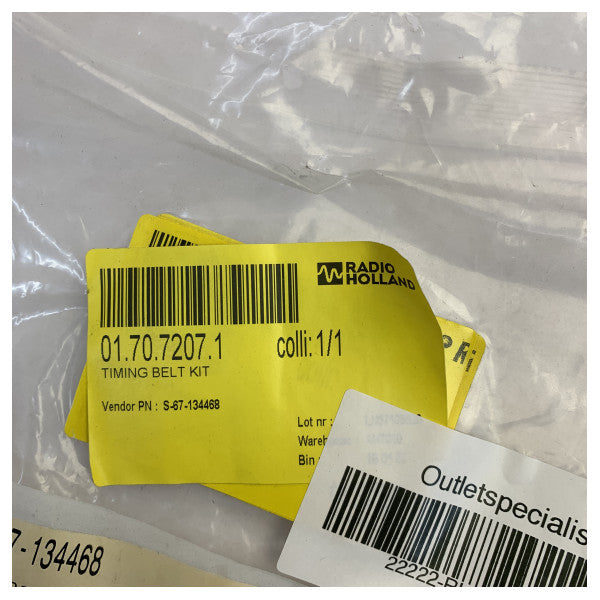 RADIO
HOLLAND
01.70.7207.1 colli: 1/1
TIMING BELT KIT
Vendor PN : S-67-134468
Lot nr :
Bin :
Outletspecialis
22222-
7-134468